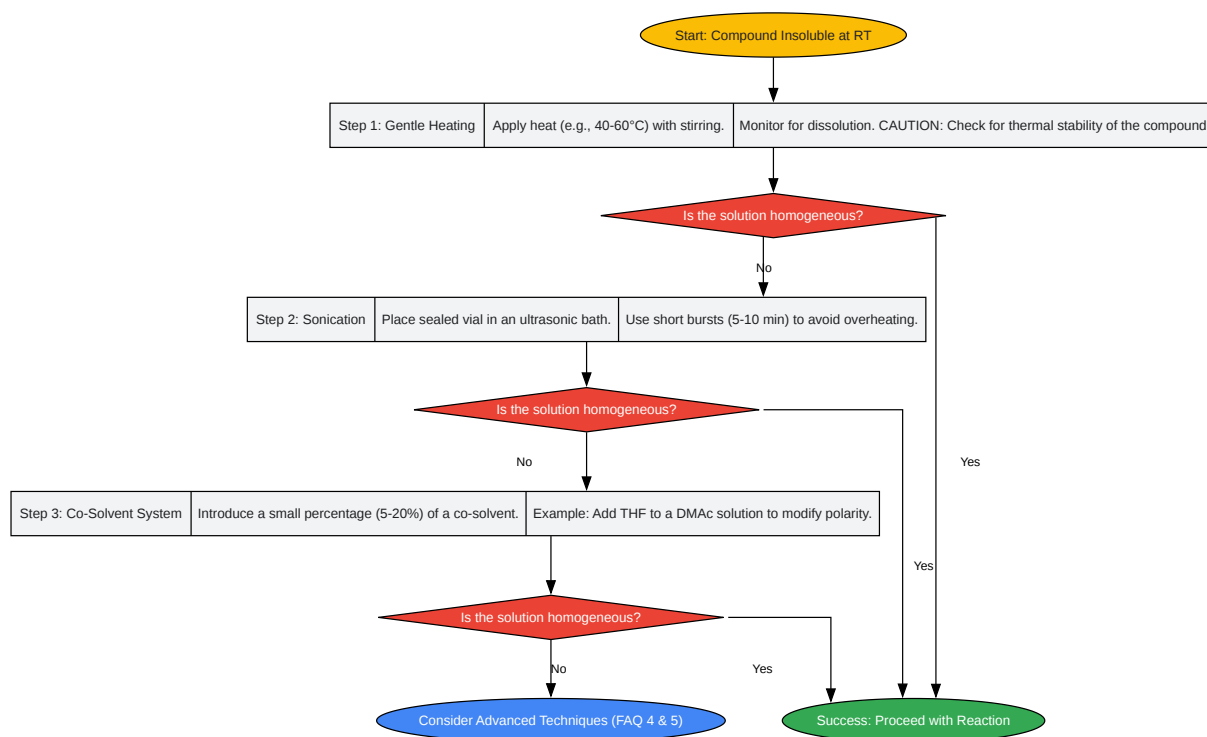 Start: Compound Insoluble at RT
Step 1: Gentle Heating
Apply heat (e.g., 40-60°C) with stirring.
Monitor for dissolution. CAUTION: Check for thermal stability of the compound
Is the solution homogeneous?
No
Step 2: Sonication
Place sealed vial in an ultrasonic bath.
Use short bursts (5-10 min) to avoid overheating.
Is the solution homogeneous?
No
Yes
Step 3: Co-Solvent System
Introduce a small percentage (5-20%) of a co-solvent.
Example: Add THF to a DMAc solution to modify polarity.
Yes
Is the solution homogeneous?
No
Yes
Consider Advanced Techniques (FAQ 4 & 5)
Success: Proceed with Reaction